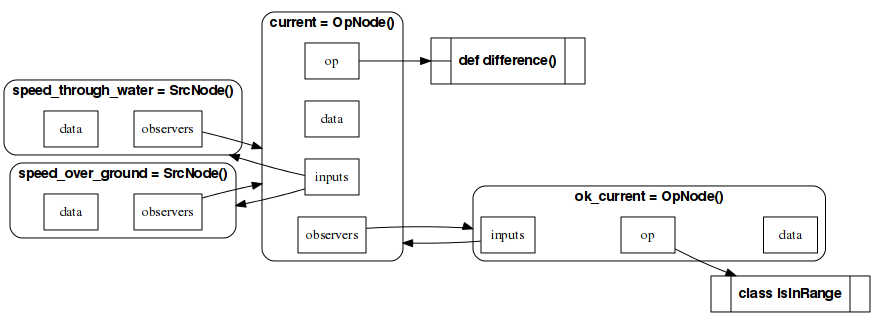 current = OpNode()
op
def difference()
speed_through_water = SrcNode()
data
observers
data
inputs
speed_over_ground = SrcNode()
data
observers
observers
ok_current = OpNode()
inputs
op
data
class IsInRange